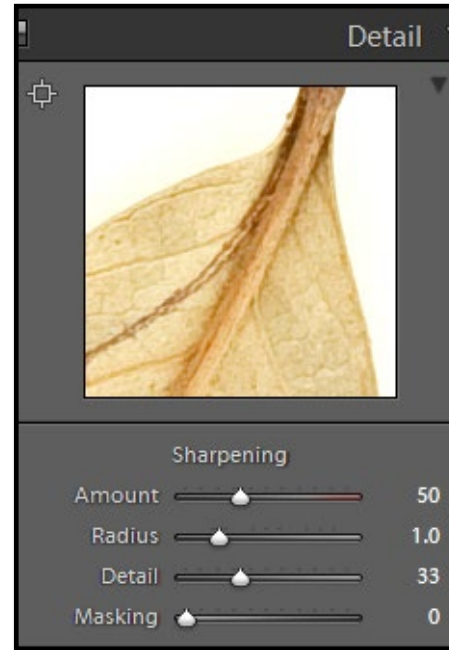 Detail
Sharpening
Amount 50
Radius 1.0
Detail 33
Masking 0